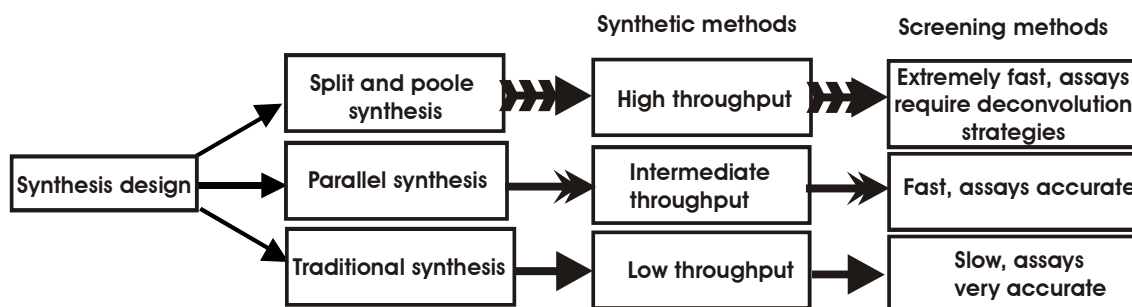 Synthetic methods
Screening methods
Split and poole
synthesis
High throughput
Extremely fast, assays
require deconvolution
strategies
Synthesis design
Parallel synthesis
Intermediate
throughput
Fast, assays accurate
Traditional synthesis
Low throughput
Slow, assays
very accurate